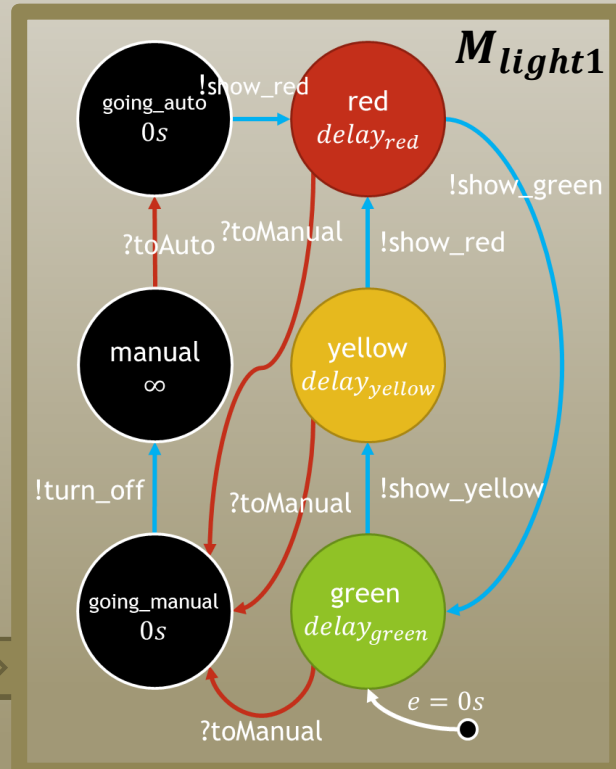 M_light1
going_auto
0s
!show_red
red
delay_red
!show_green
?toAuto
?toManual
!show_red
manual
∞
yellow
delay_yellow
!turn_off
?toManual
!show_yellow
going_manual
0s
green
delay_green
?toManual
e = 0s